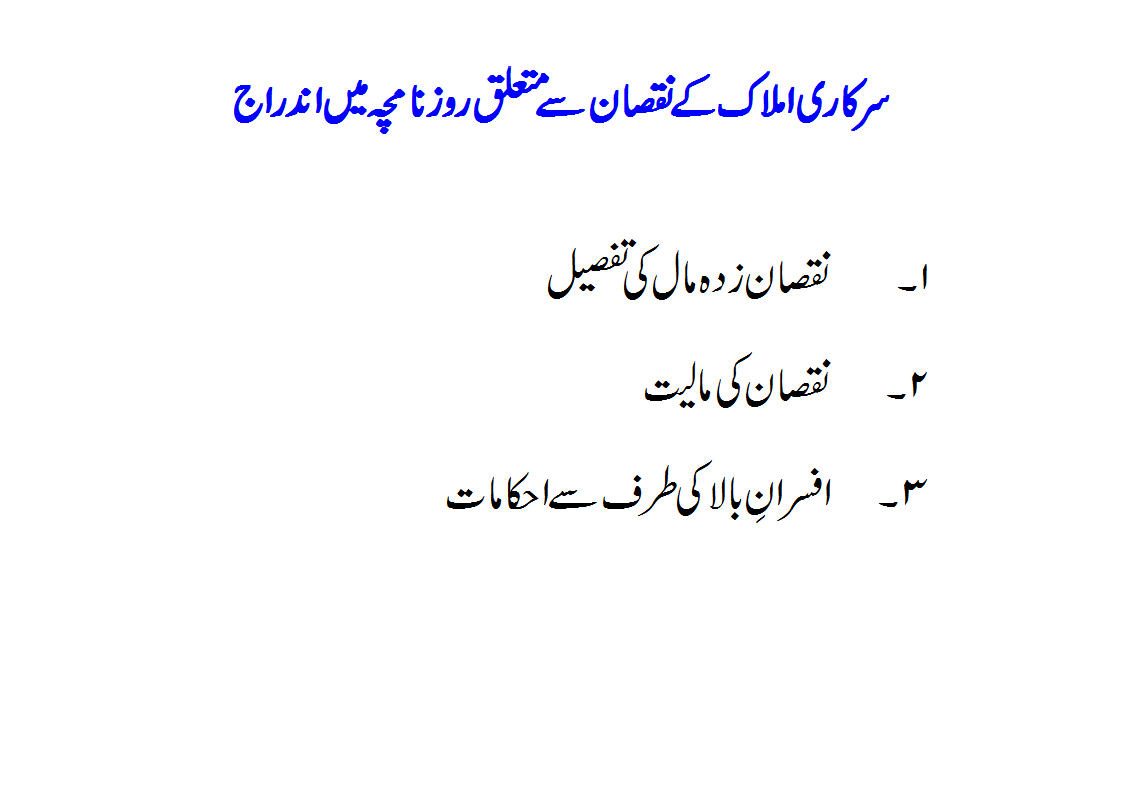 سرکاری املاک کے نقصان سے متعلق روزنامچہ میں اندراج
۱۔ نقصان زدہ مال کی تفصیل
۲۔ نقصان کی مالیت
۳۔ افسرانِ بالا کی طرف سے احکامات